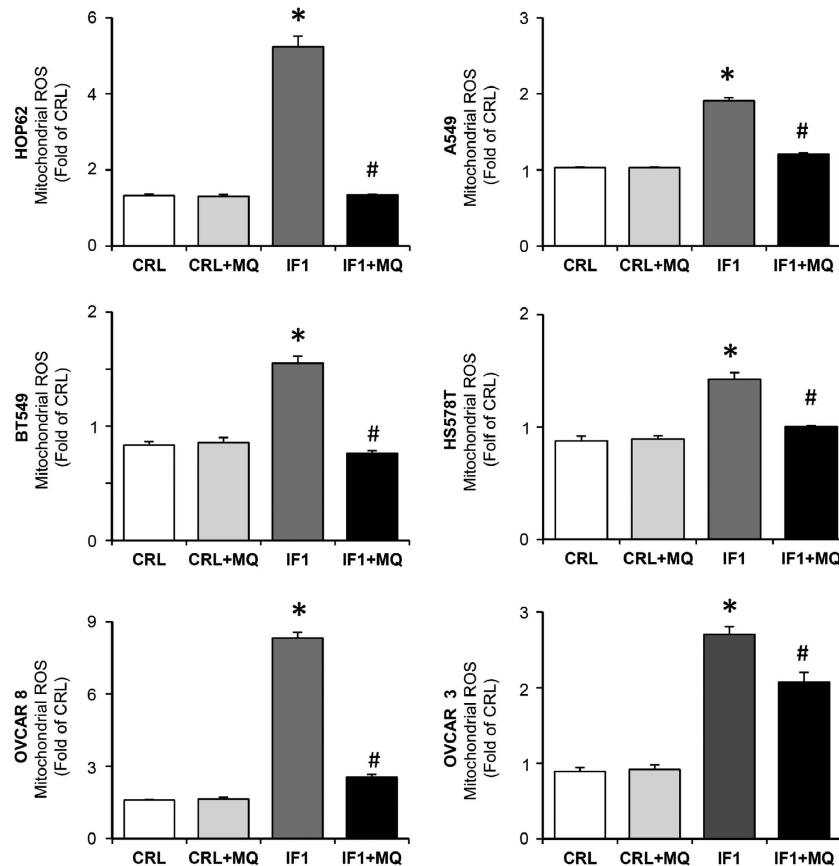 HOP62
Mitochondrial ROS
(Fold of CRL)
6
4
2
0
*
#
CRL CRL+MQ IF1 IF1+MQ
A549
Mitochondrial ROS
(Fold of CRL)
3
2
1
0
*
#
CRL CRL+MQ IF1 IF1+MQ
BT549
Mitochondrial ROS
(Fold of CRL)
2
1
0
*
#
CRL CRL+MQ IF1 IF1+MQ
HS578T
Mitochondrial ROS
(Folf of CRL)
2
1
0
*
#
CRL CRL+MQ IF1 IF1+MQ
OVCAR 8
Mitochondrial ROS
(Fold of CRL)
9
6
3
0
*
#
CRL CRL+MQ IF1 IF1+MQ
OVCAR 3
Mitochondrial ROS
(Fold of CRL)
3
2
1
0
*
#
CRL CRL+MQ IF1 IF1+MQ